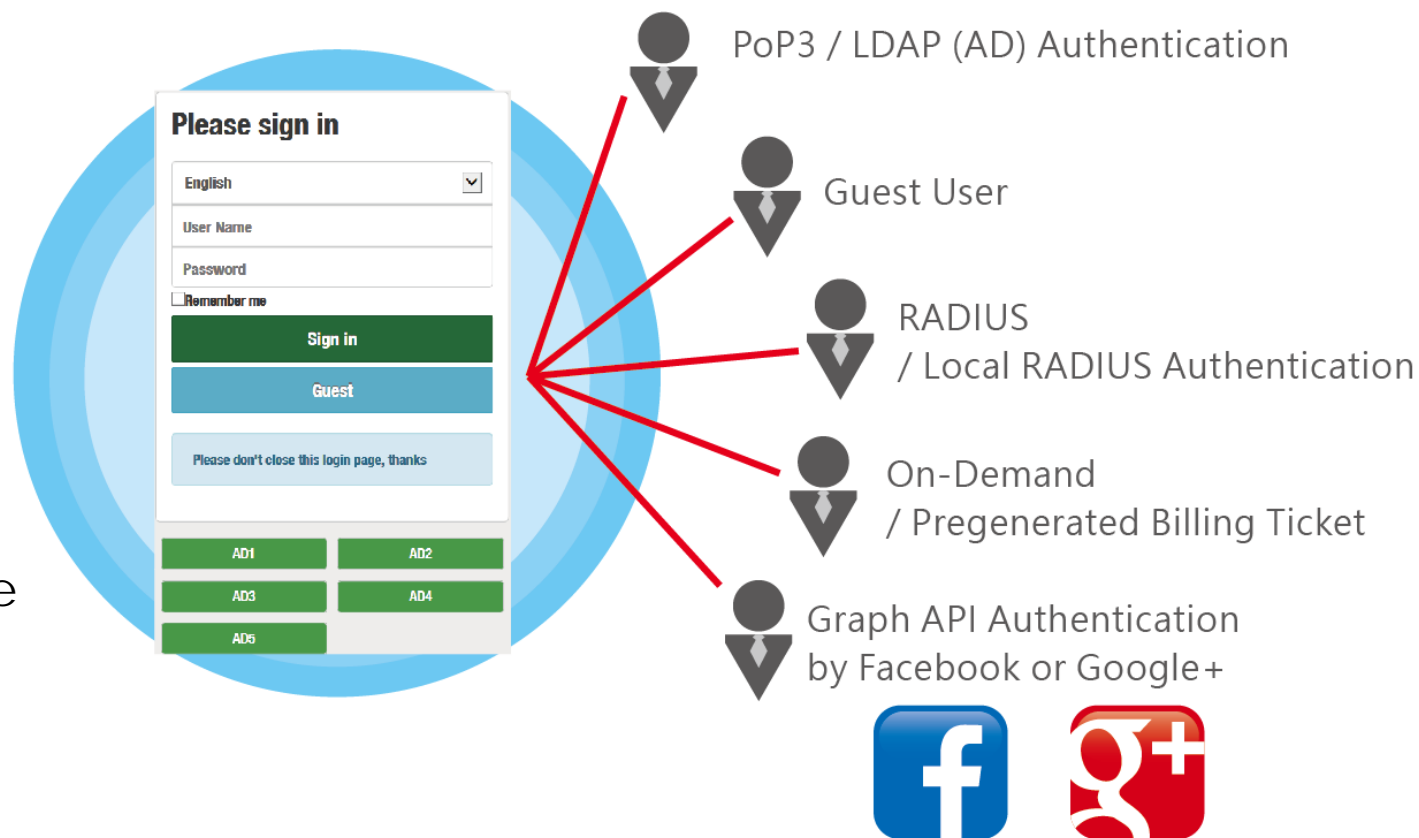 Please sign in
English
User Name
Password
Remember me
Sign in
Guest
Please don't close this login page, thanks
AD1 AD2
AD3 AD4
AD5
e
PoP3 / LDAP (AD) Authentication
Guest User
RADIUS
/ Local RADIUS Authentication
On-Demand
/ Pregenerated Billing Ticket
Graph API Authentication
by Facebook or Google+
f g+